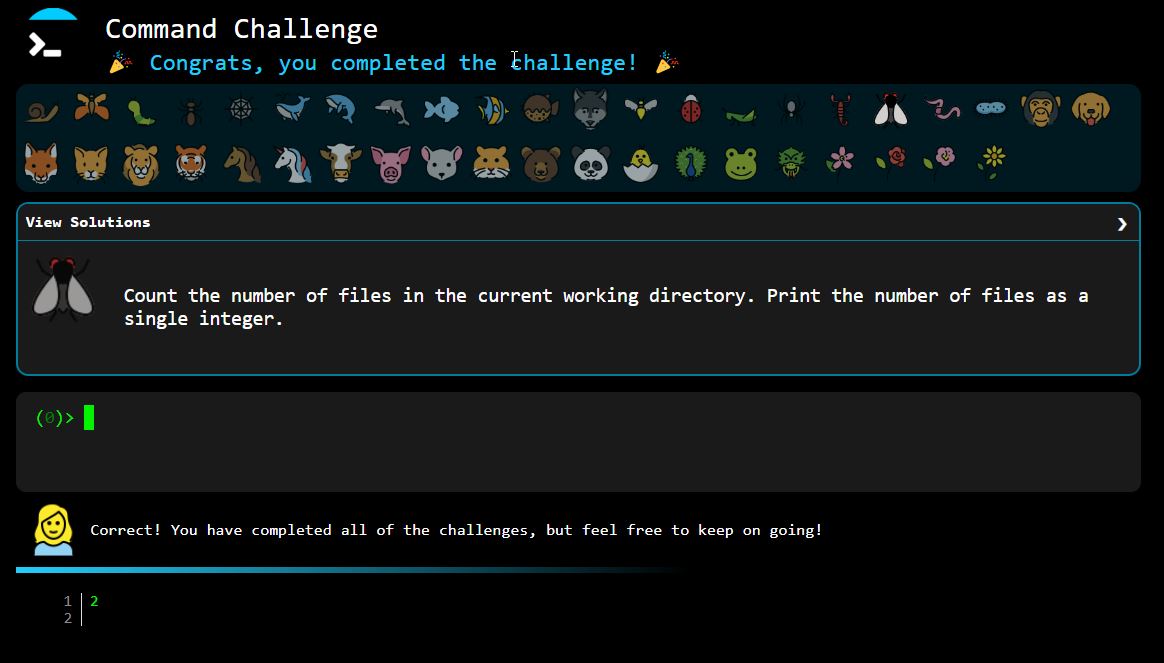 Command Challenge
🎉 Congrats, you completed the challenge! 🎉
View Solutions
Count the number of files in the current working directory. Print the number of files as a
single integer.
(0)>
Correct! You have completed all of the challenges, but feel free to keep on going!
1 2
2